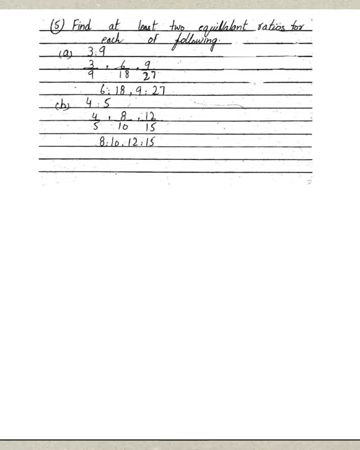 (5) Find at least two equilalent ratios for
each of following.
(a) 3:9
3/9, 6/18, 9/27
6:18, 9:27
(b) 4:5
4/5, 8/10, 12/15
8:10, 12:15